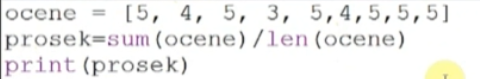 ocene = [5, 4, 5, 3, 5,4,5,5,5]
prosek=sum(ocene)/len(ocene)
print(prosek)